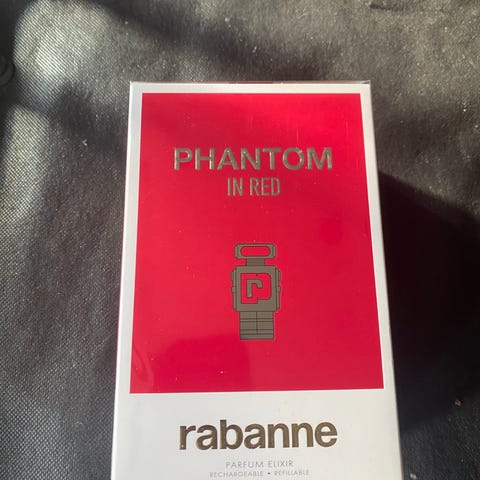 PHANTOM
IN RED
r
rabanne
PARFUM ELIXIR
RECHARGEABLE • REFILLABLE